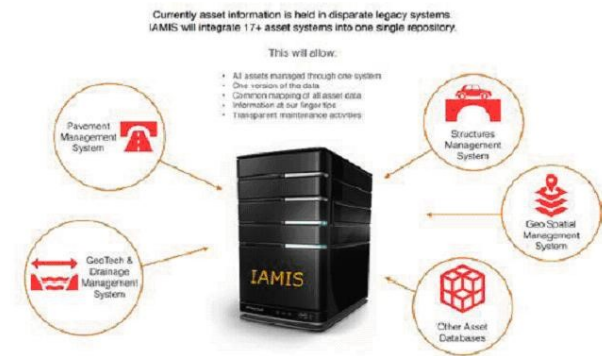 Currently asset information is held in disparate legacy systems
IAMIS will integrate 17+ asset systems into one single repository.
This will allow:
• All assets managed through one system
• One version of the data
• Common mapping of all asset data
• Information at our finger tips
• Transparent maintenance activities
Pavement
Management
System
Structures
Management
System
Geo Spatial
Management
System
GeoTech &
Drainage
Management
System
IAMIS
Other Asset
Databases